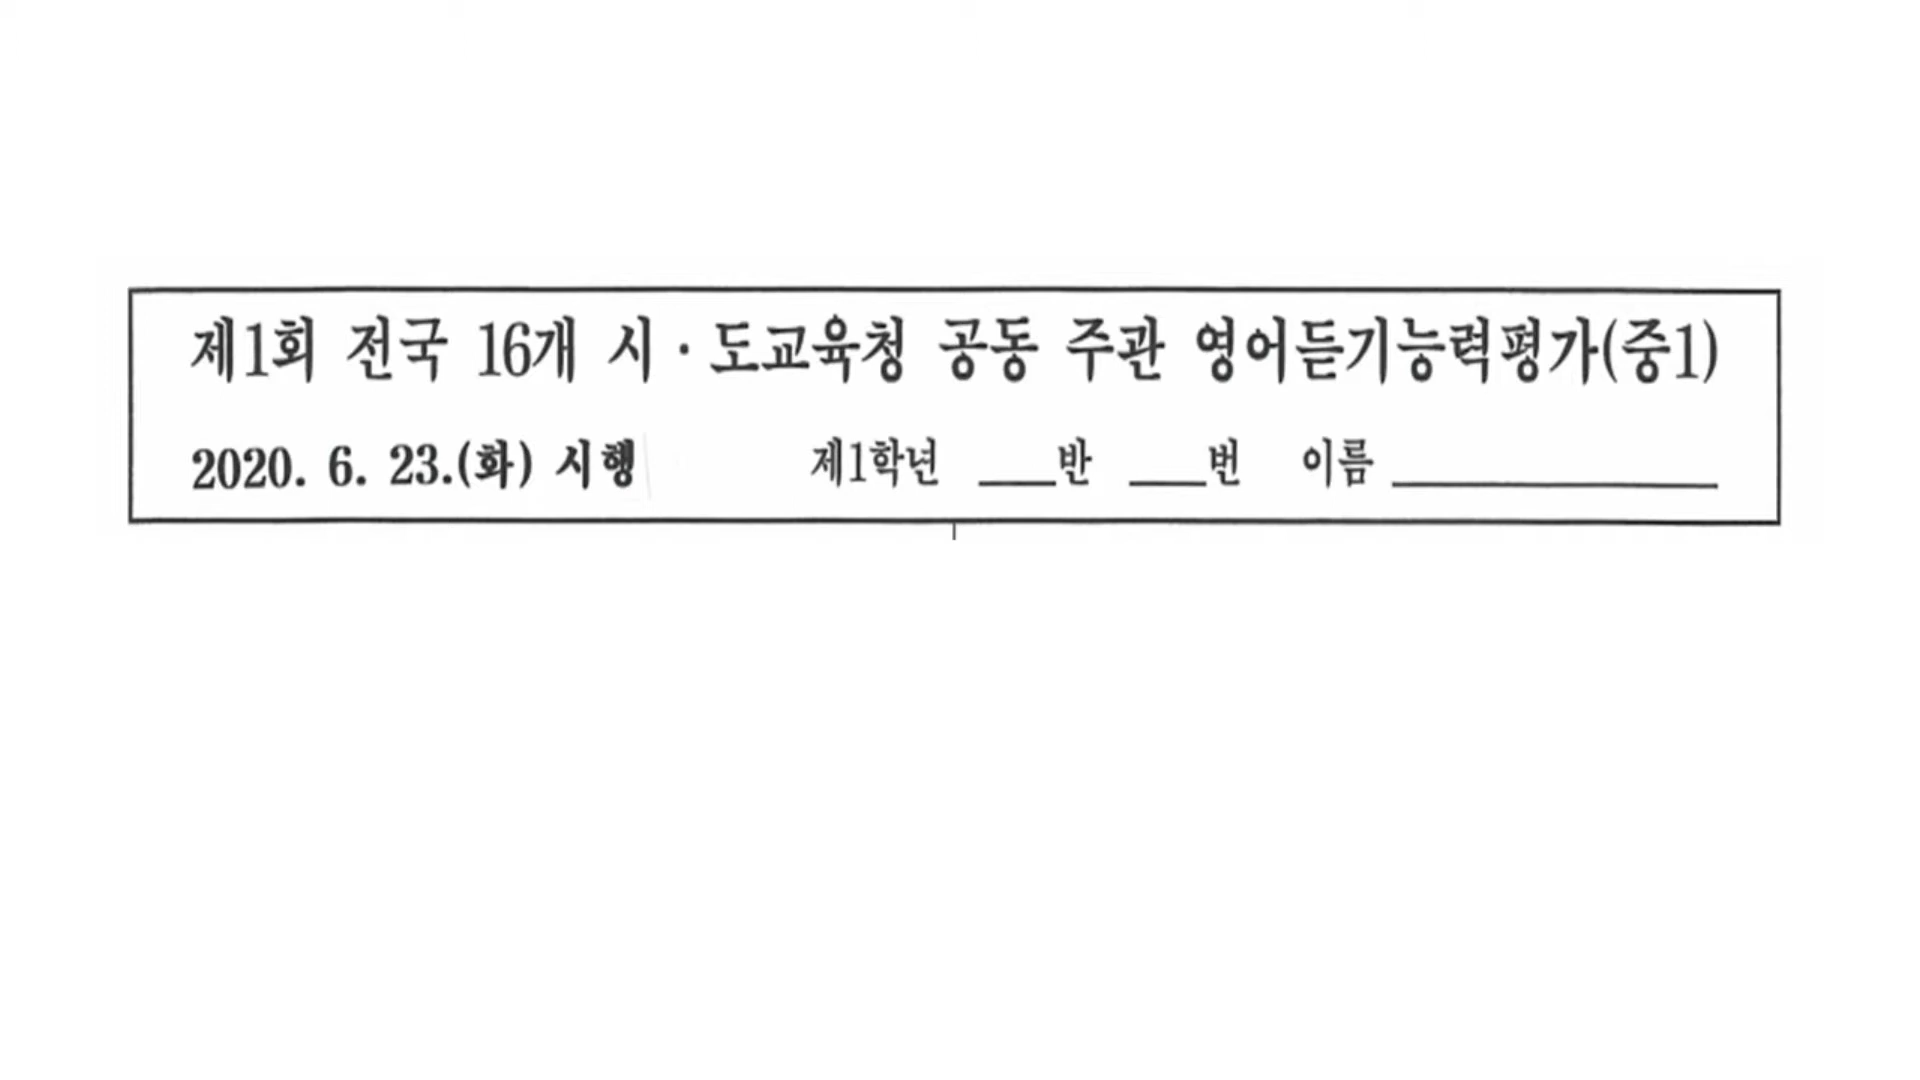 제1회 전국 16개 시·도교육청 공동 주관 영어듣기능력평가(중1)
2020. 6. 23.(화) 시행 제1학년 ___반 ___번 이름 ____________